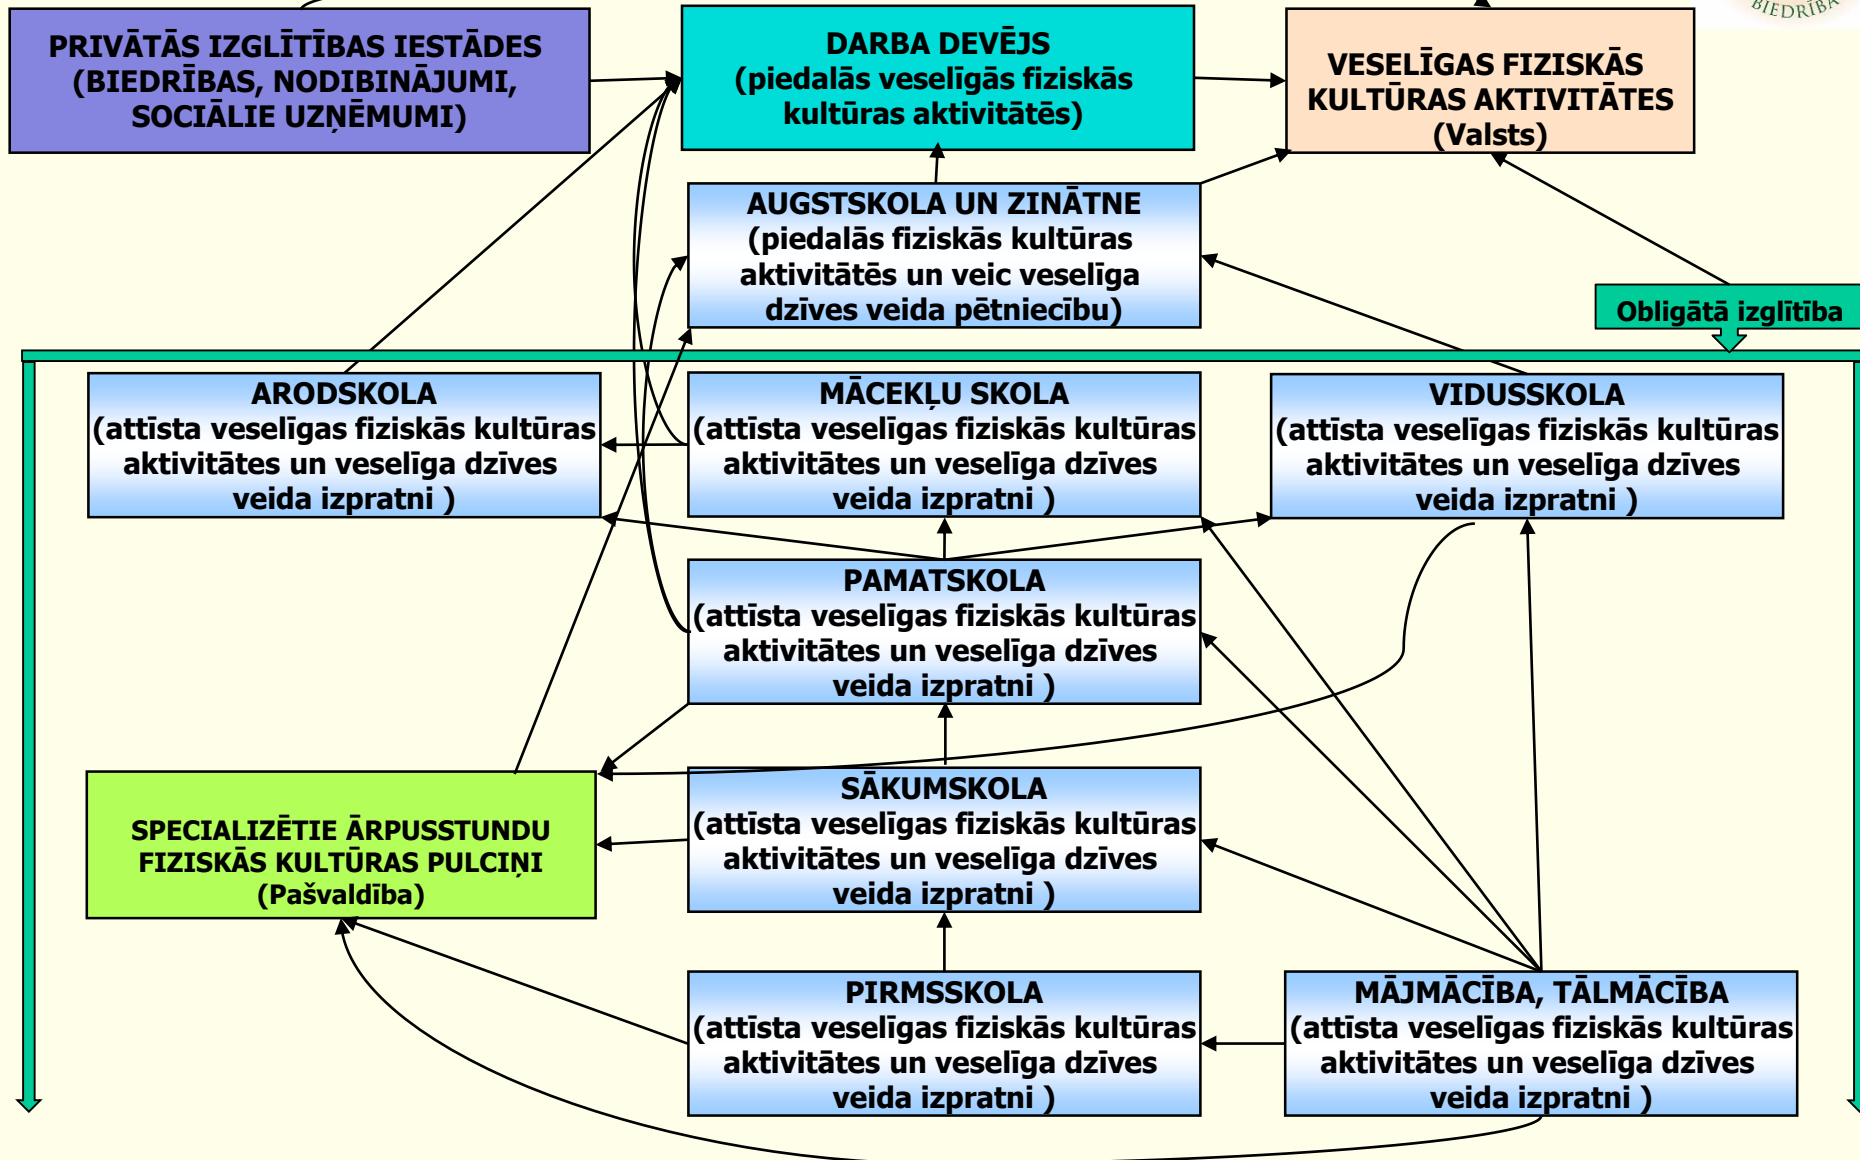 BIEDRĪBA
PRIVĀTĀS IZGLĪTĪBAS IESTĀDES
(BIEDRĪBAS, NODIBINĀJUMI,
SOCIĀLIE UZŅĒMUMI)
DARBA DEVĒJS
(piedalās veselīgās fiziskās
kultūras aktivitātēs)
VESELĪGAS FIZISKĀS
KULTŪRAS AKTIVITĀTES
(Valsts)
AUGSTSKOLA UN ZINĀTNE
(piedalās fiziskās kultūras
aktivitātēs un veic veselīga
dzīves veida pētniecību)
Obligātā izglītība
ARODSKOLA
(attīsta veselīgas fiziskās kultūras
aktivitātes un veselīga dzīves
veida izpratni )
MĀCEKĻU SKOLA
(attīsta veselīgas fiziskās kultūras
aktivitātes un veselīga dzīves
veida izpratni )
VIDUSSKOLA
(attīsta veselīgas fiziskās kultūras
aktivitātes un veselīga dzīves
veida izpratni )
PAMATSKOLA
(attīsta veselīgas fiziskās kultūras
aktivitātes un veselīga dzīves
veida izpratni )
SPECIALIZĒTIE ĀRPUSSTUNDU
FIZISKĀS KULTŪRAS PULCIŅI
(Pašvaldība)
SĀKUMSKOLA
(attīsta veselīgas fiziskās kultūras
aktivitātes un veselīga dzīves
veida izpratni )
PIRMSSKOLA
(attīsta veselīgas fiziskās kultūras
aktivitātes un veselīga dzīves
veida izpratni )
MĀJMĀCĪBA, TĀLMĀCĪBA
(attīsta veselīgas fiziskās kultūras
aktivitātes un veselīga dzīves
veida izpratni )